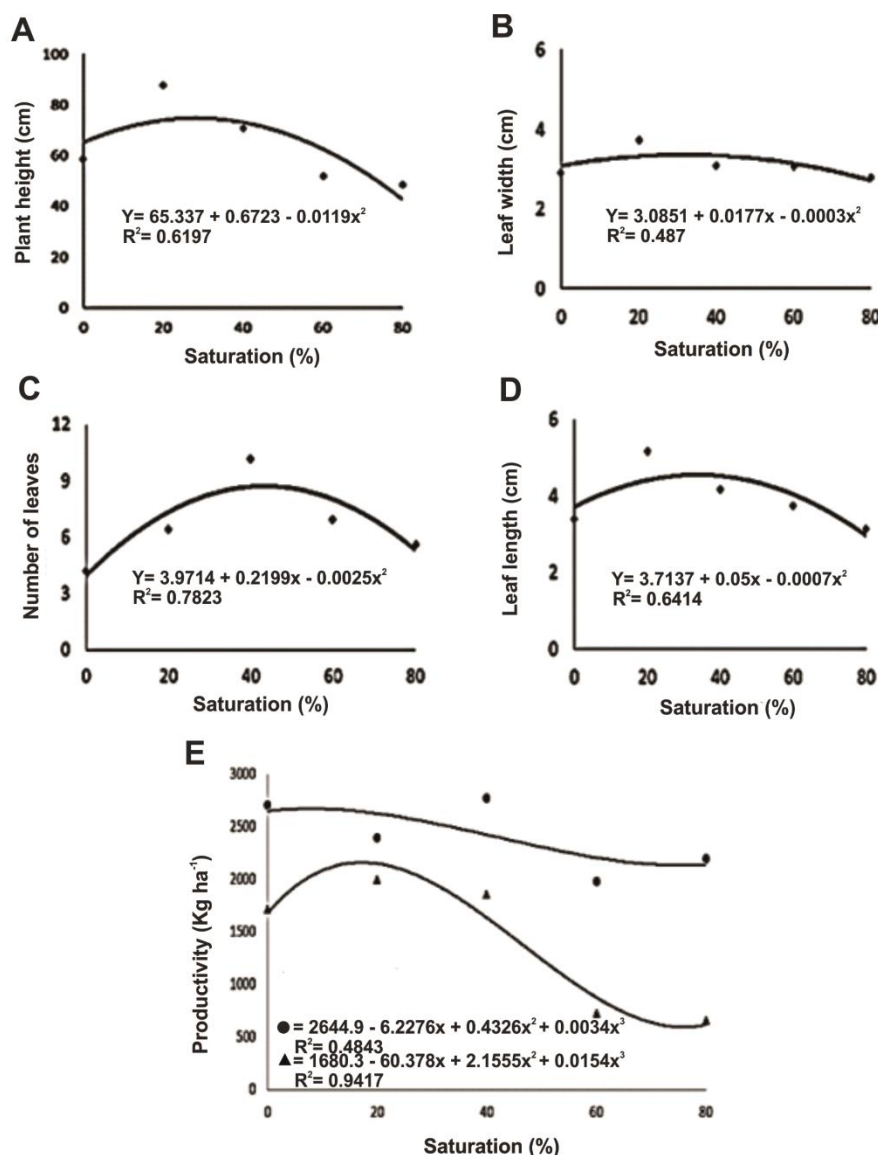 A
Plant height (cm)
100
80
60
40
20
0
Y= 65.337 + 0.6723 - 0.0119x²
R²= 0.6197
0 20 40 60 80
Saturation (%)
B
Leaf width (cm)
6
4
2
0
Y= 3.0851 + 0.0177x - 0.0003x²
R²= 0.487
0 20 40 60 80
Saturation (%)
C
Number of leaves
12
9
6
3
0
Y= 3.9714 + 0.2199x - 0.0025x²
R²= 0.7823
0 20 40 60 80
Saturation (%)
D
Leaf length (cm)
6
4
2
0
Y= 3.7137 + 0.05x - 0.0007x²
R²= 0.6414
0 20 40 60 80
Saturation (%)
E
Productivity (Kg ha⁻¹)
3000
2500
2000
1500
1000
500
0
●= 2644.9 - 6.2276x + 0.4326x² + 0.0034x³
R²= 0.4843
▲= 1680.3 - 60.378x + 2.1555x² + 0.0154x³
R²= 0.9417
0 20 40 60 80
Saturation (%)